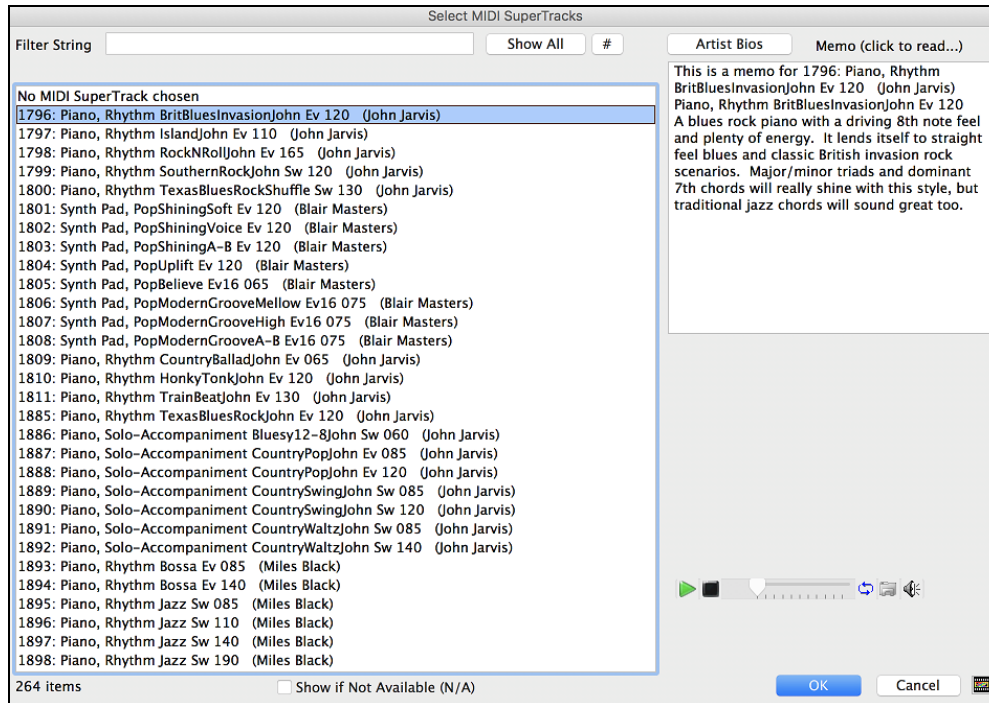 Select MIDI SuperTracks
Filter String
Show All
#
Artist Bios
Memo (click to read...)
No MIDI SuperTrack chosen
1796: Piano, Rhythm BritBluesInvasionJohn Ev 120 (John Jarvis)
1797: Piano, Rhythm IslandJohn Ev 110 (John Jarvis)
1798: Piano, Rhythm RockNRollJohn Ev 165 (John Jarvis)
1799: Piano, Rhythm SouthernRockJohn Sw 120 (John Jarvis)
1800: Piano, Rhythm TexasBluesRockShuffle Sw 130 (John Jarvis)
1801: Synth Pad, PopShiningSoft Ev 120 (Blair Masters)
1802: Synth Pad, PopShiningVoice Ev 120 (Blair Masters)
1803: Synth Pad, PopShiningA-B Ev 120 (Blair Masters)
1804: Synth Pad, PopUplift Ev 120 (Blair Masters)
1805: Synth Pad, PopBelieve Ev16 065 (Blair Masters)
1806: Synth Pad, PopModernGrooveMellow Ev16 075 (Blair Masters)
1807: Synth Pad, PopModernGrooveHigh Ev16 075 (Blair Masters)
1808: Synth Pad, PopModernGrooveA-B Ev16 075 (Blair Masters)
1809: Piano, Rhythm CountryBalladJohn Ev 065 (John Jarvis)
1810: Piano, Rhythm HonkyTonkJohn Ev 120 (John Jarvis)
1811: Piano, Rhythm TrainBeatJohn Ev 130 (John Jarvis)
1885: Piano, Rhythm TexasBluesRockJohn Ev 120 (John Jarvis)
1886: Piano, Solo-Accompaniment Bluesy12-8John Sw 060 (John Jarvis)
1887: Piano, Solo-Accompaniment CountryPopJohn Ev 085 (John Jarvis)
1888: Piano, Solo-Accompaniment CountryPopJohn Ev 120 (John Jarvis)
1889: Piano, Solo-Accompaniment CountrySwingJohn Sw 085 (John Jarvis)
1890: Piano, Solo-Accompaniment CountrySwingJohn Sw 120 (John Jarvis)
1891: Piano, Solo-Accompaniment CountryWaltzJohn Sw 085 (John Jarvis)
1892: Piano, Solo-Accompaniment CountryWaltzJohn Sw 140 (John Jarvis)
1893: Piano, Rhythm Bossa Ev 085 (Miles Black)
1894: Piano, Rhythm Bossa Ev 140 (Miles Black)
1895: Piano, Rhythm Jazz Sw 085 (Miles Black)
1896: Piano, Rhythm Jazz Sw 110 (Miles Black)
1897: Piano, Rhythm Jazz Sw 140 (Miles Black)
1898: Piano, Rhythm Jazz Sw 190 (Miles Black)
This is a memo for 1796: Piano, Rhythm
BritBluesInvasionJohn Ev 120 (John Jarvis)
Piano, Rhythm BritBluesInvasionJohn Ev 120
A blues rock piano with a driving 8th note feel
and plenty of energy. It lends itself to straight
feel blues and classic British invasion rock
scenarios. Major/minor triads and dominant
7th chords will really shine with this style, but
traditional jazz chords will sound great too.
264 items
Show if Not Available (N/A)
OK
Cancel